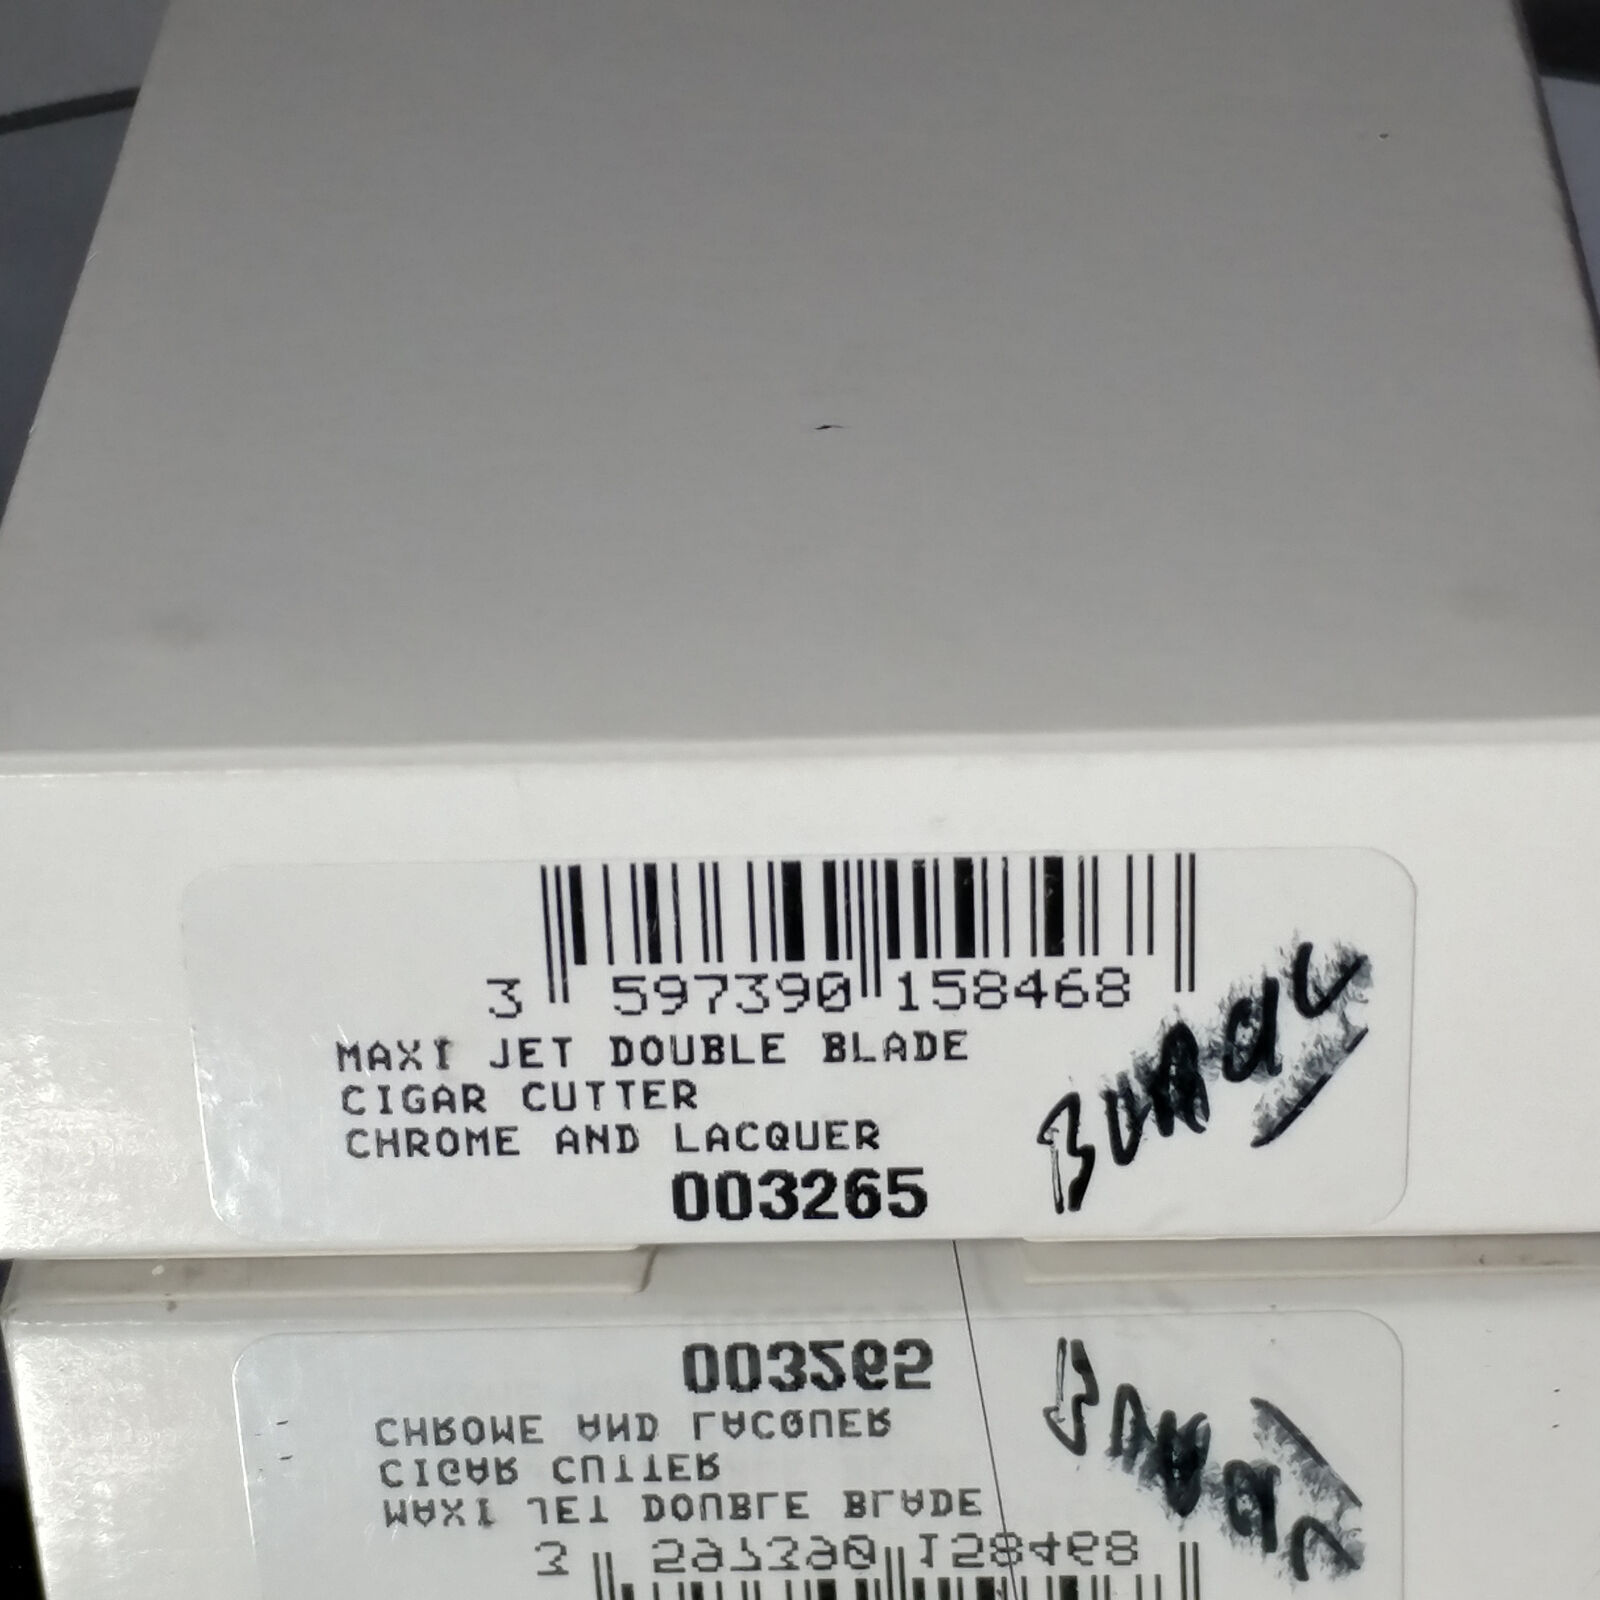 3 597390 158468
MAXI JET DOUBLE BLADE
CIGAR CUTTER
CHROME AND LACQUER
003265
003265
CHROME AND LACQUER
CIGAR CUTTER
MAXI JET DOUBLE BLADE
3 597390 158468